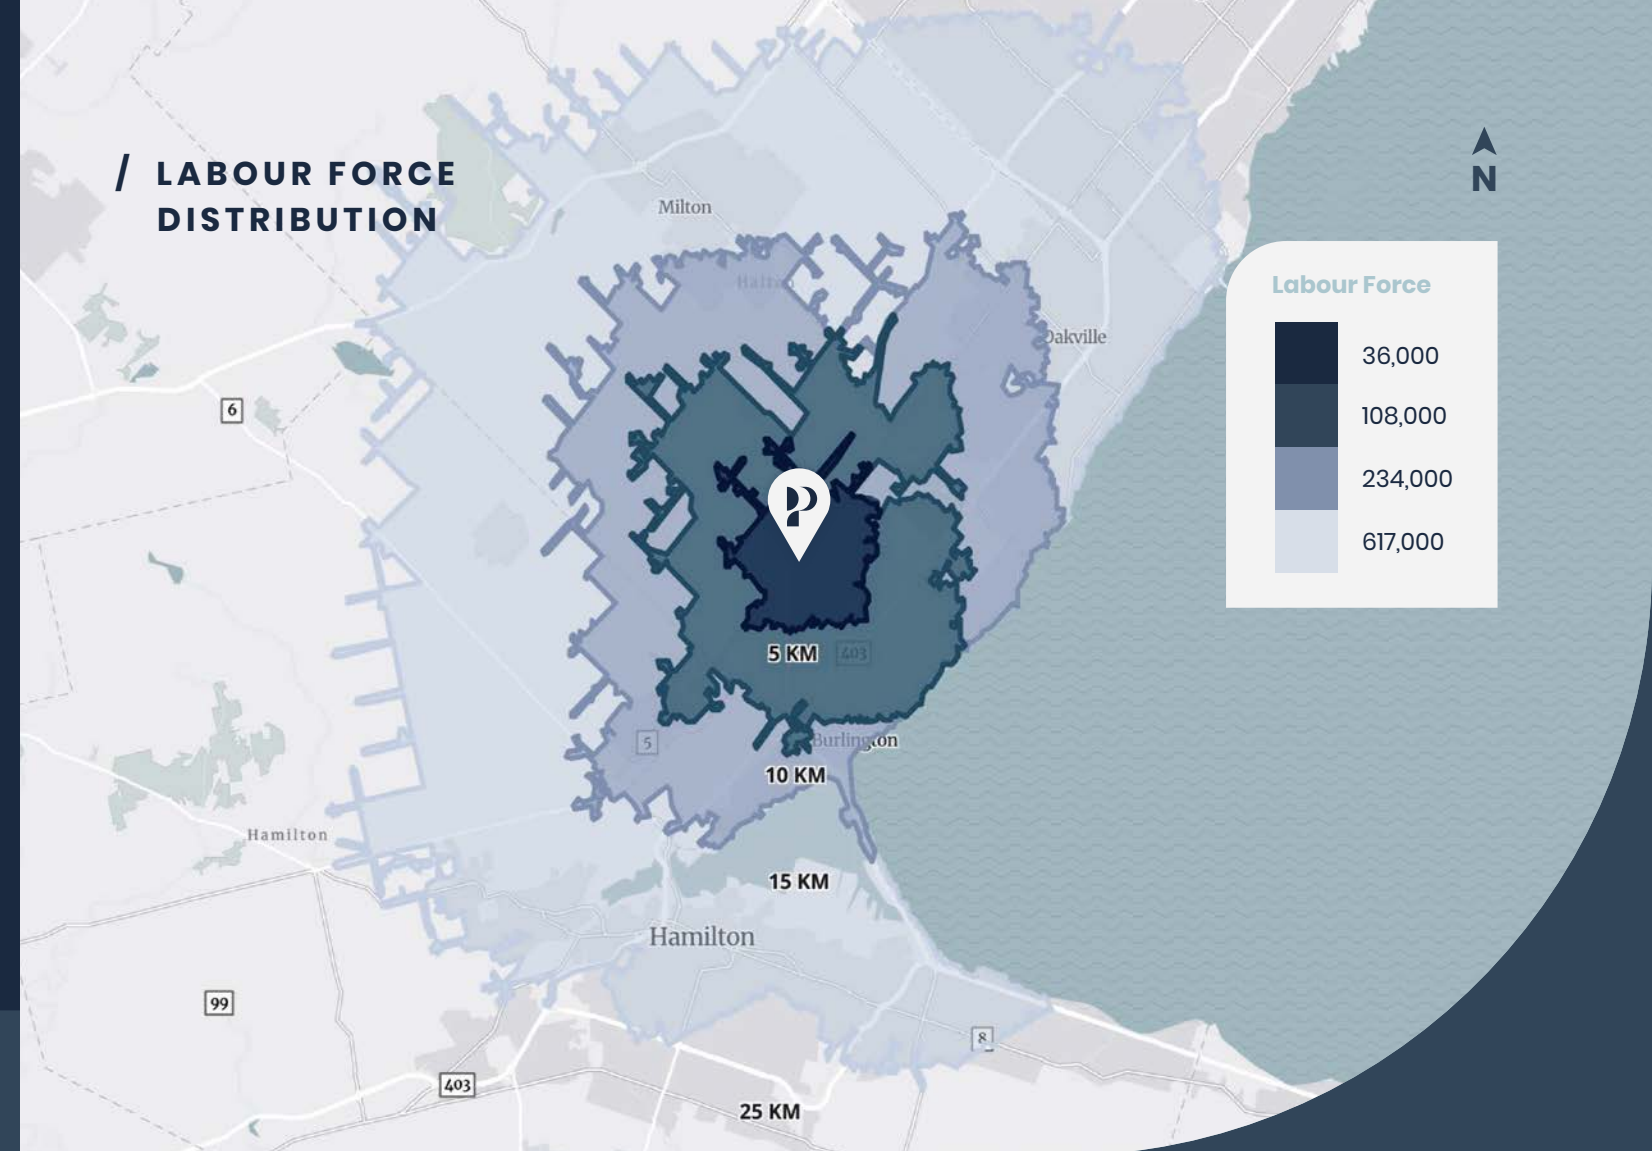 / LABOUR FORCE
DISTRIBUTION
N
Milton
Halton
Oakville
Labour Force
36,000
108,000
234,000
617,000
6
P
5 KM
403
5
Burlington
10 KM
Hamilton
15 KM
Hamilton
99
8
403
25 KM